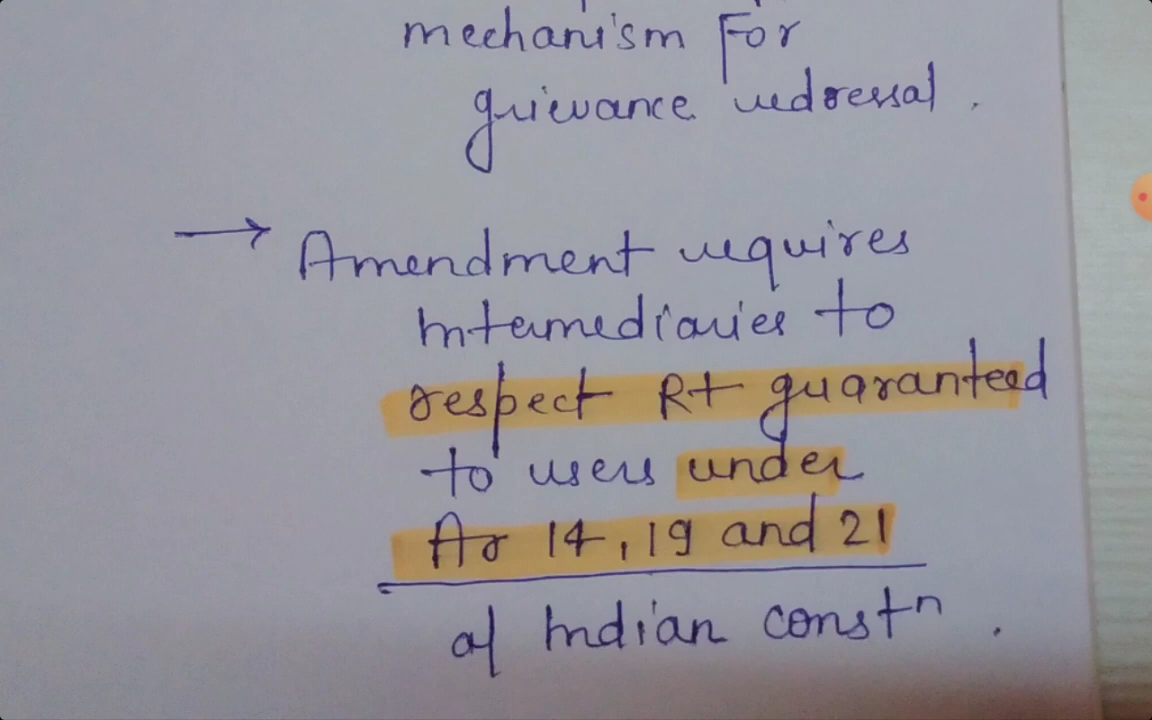 mechanism For
grievance redressal .
→ Amendment requires
Intermediaries to
respect Rt guaranteed
to users under
Ar 14, 19 and 21
of Indian constn .